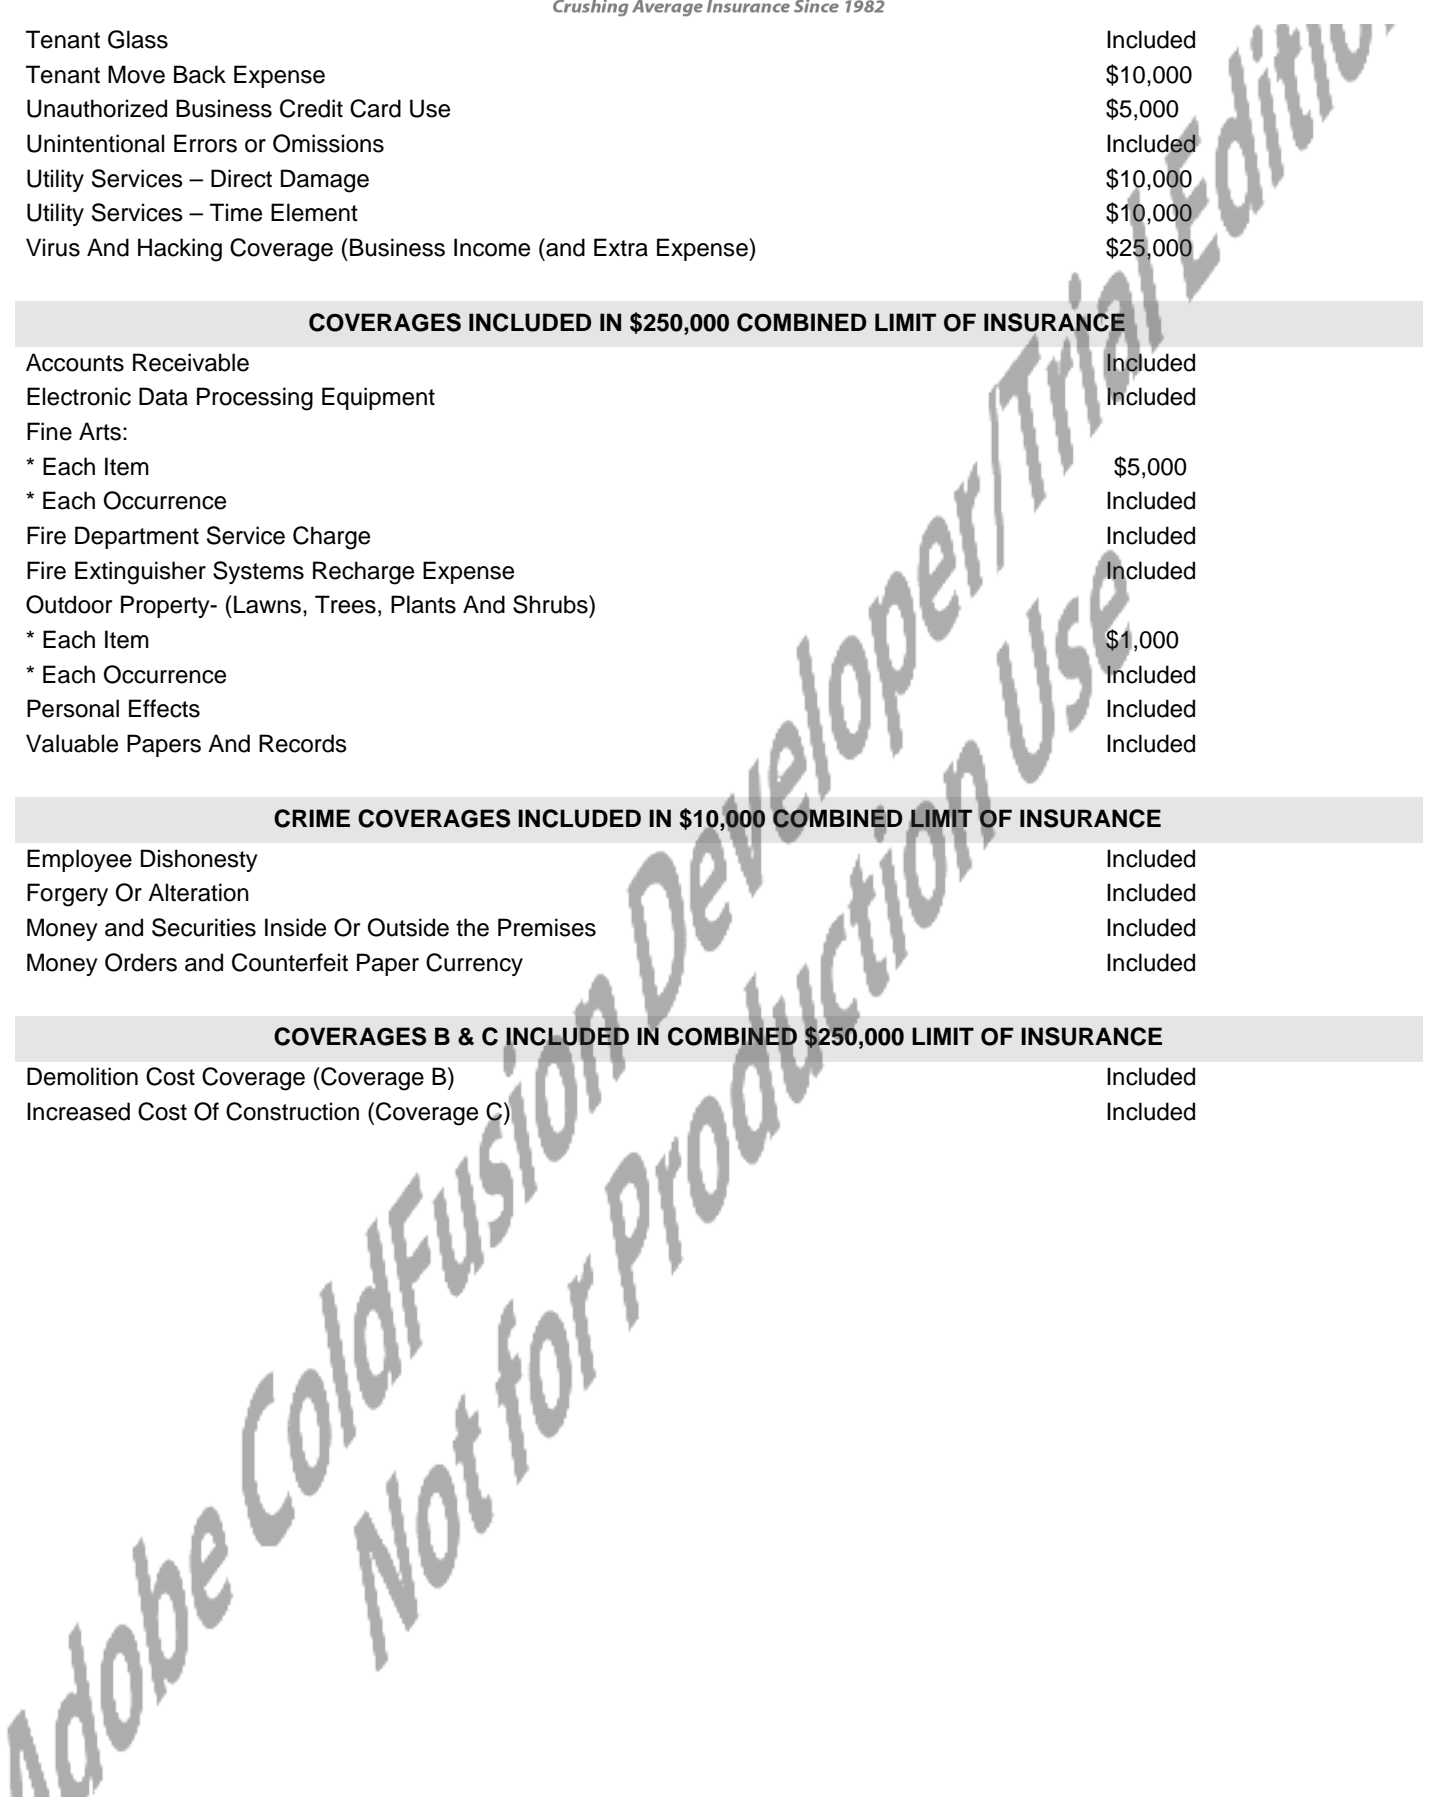 Crushing Average Insurance Since 1982
Tenant Glass Included
Tenant Move Back Expense $10,000
Unauthorized Business Credit Card Use $5,000
Unintentional Errors or Omissions Included
Utility Services – Direct Damage $10,000
Utility Services – Time Element $10,000
Virus And Hacking Coverage (Business Income (and Extra Expense) $25,000
COVERAGES INCLUDED IN $250,000 COMBINED LIMIT OF INSURANCE
Accounts Receivable Included
Electronic Data Processing Equipment Included
Fine Arts:
* Each Item $5,000
* Each Occurrence Included
Fire Department Service Charge Included
Fire Extinguisher Systems Recharge Expense Included
Outdoor Property- (Lawns, Trees, Plants And Shrubs)
* Each Item $1,000
* Each Occurrence Included
Personal Effects Included
Valuable Papers And Records Included
CRIME COVERAGES INCLUDED IN $10,000 COMBINED LIMIT OF INSURANCE
Employee Dishonesty Included
Forgery Or Alteration Included
Money and Securities Inside Or Outside the Premises Included
Money Orders and Counterfeit Paper Currency Included
COVERAGES B & C INCLUDED IN COMBINED $250,000 LIMIT OF INSURANCE
Demolition Cost Coverage (Coverage B) Included
Increased Cost Of Construction (Coverage C) Included
Adobe ColdFusion Developer/Trial Edition
Not for Production Use